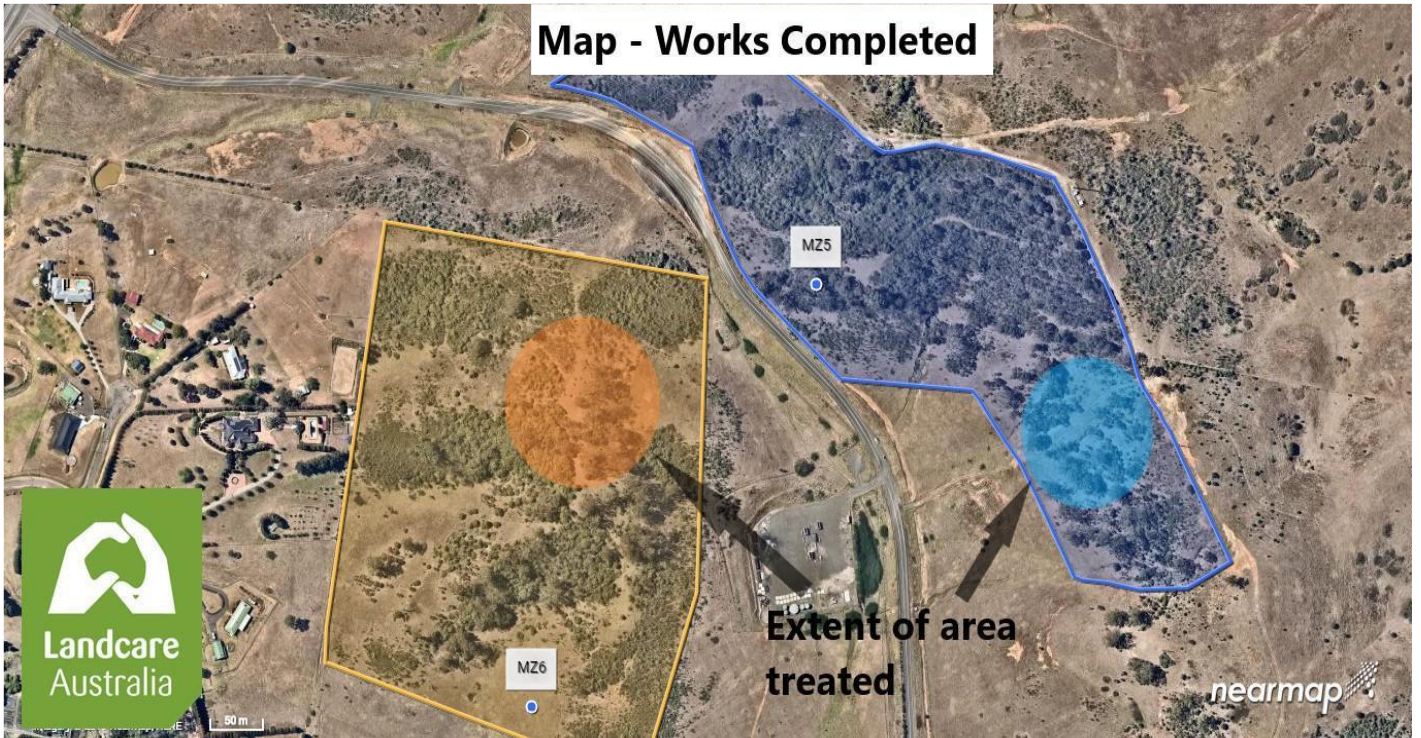 Map - Works Completed
MZ5
MZ6
Extent of area
treated
Landcare
Australia
50 m
nearmap